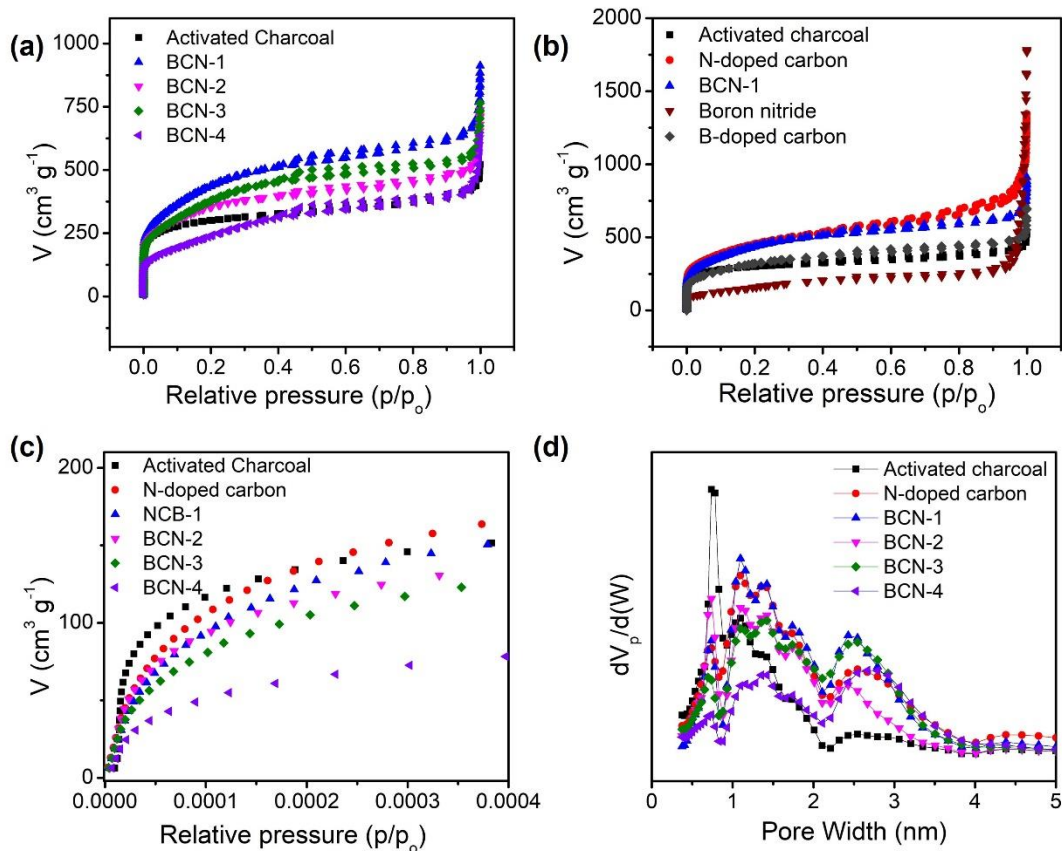 (a)
1000
750
500
250
0
V (cm³ g⁻¹)
Activated Charcoal
BCN-1
BCN-2
BCN-3
BCN-4
0.0 0.2 0.4 0.6 0.8 1.0
Relative pressure (p/pₒ)
(b)
2000
1500
1000
500
0
V (cm³ g⁻¹)
Activated charcoal
N-doped carbon
BCN-1
Boron nitride
B-doped carbon
0.0 0.2 0.4 0.6 0.8 1.0
Relative pressure (p/pₒ)
(c)
200
100
0
V (cm³ g⁻¹)
Activated Charcoal
N-doped carbon
NCB-1
BCN-2
BCN-3
BCN-4
0.0000 0.0001 0.0002 0.0003 0.0004
Relative pressure (p/pₒ)
(d)
dVₚ/d(W)
Activated charcoal
N-doped carbon
BCN-1
BCN-2
BCN-3
BCN-4
0 1 2 3 4 5
Pore Width (nm)